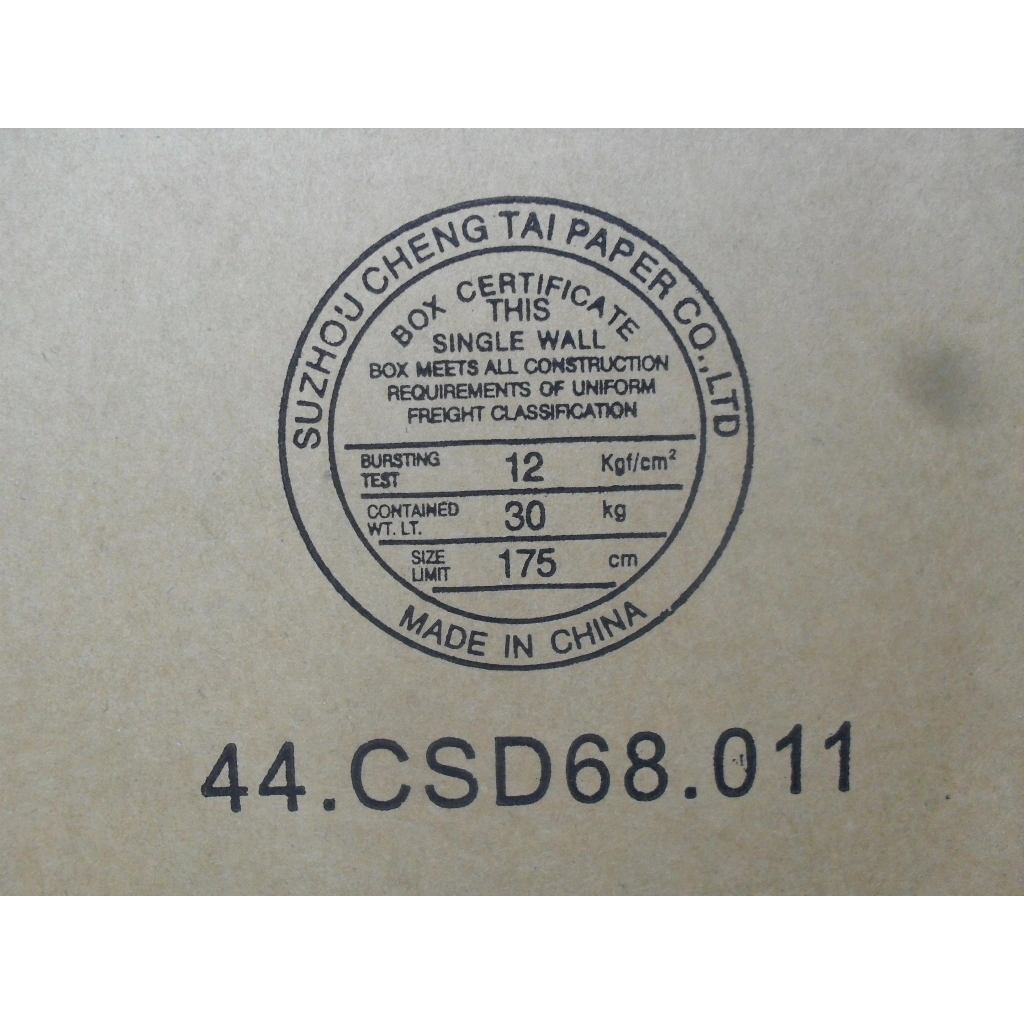 SUZHOU CHENG TAI PAPER CO.,LTD
BOX CERTIFICATE
THIS
SINGLE WALL
BOX MEETS ALL CONSTRUCTION
REQUIREMENTS OF UNIFORM
FREIGHT CLASSIFICATION
BURSTING TEST 12 Kgf/cm²
CONTAINED WT. LT. 30 kg
SIZE LIMIT 175 cm
MADE IN CHINA
44.CSD68.011